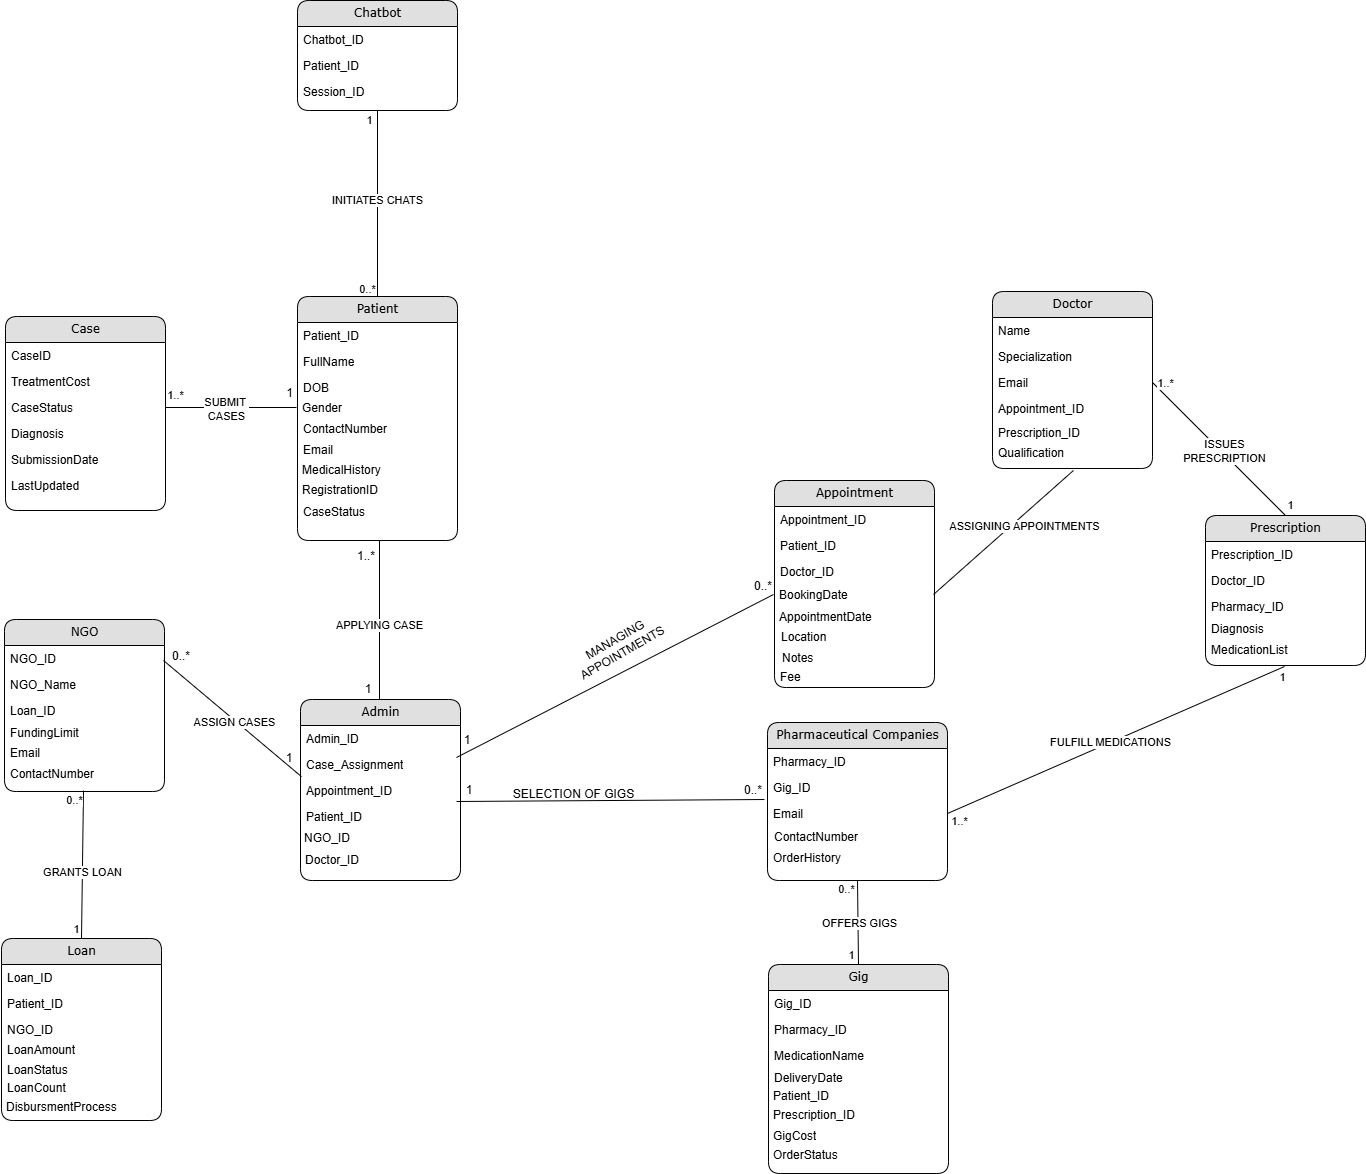 Chatbot
Chatbot_ID
Patient_ID
Session_ID
1
INITIATES CHATS
0..*
Patient
Patient_ID
FullName
DOB
Gender
ContactNumber
Email
MedicalHistory
RegistrationID
CaseStatus
Case
CaseID
TreatmentCost
CaseStatus
Diagnosis
SubmissionDate
LastUpdated
1..*
SUBMIT
CASES
1
1..*
APPLYING CASE
1
Doctor
Name
Specialization
Email
Appointment_ID
Prescription_ID
Qualification
1..*
ISSUES
PRESCRIPTION
1
Appointment
Appointment_ID
Patient_ID
Doctor_ID
BookingDate
AppointmentDate
Location
Notes
Fee
ASSIGNING APPOINTMENTS
Prescription
Prescription_ID
Doctor_ID
Pharmacy_ID
Diagnosis
MedicationList
1
FULFILL MEDICATIONS
1..*
0..*
MANAGING
APPOINTMENTS
1
NGO
NGO_ID
NGO_Name
Loan_ID
FundingLimit
Email
ContactNumber
0..*
ASSIGN CASES
1
Admin
Admin_ID
Case_Assignment
Appointment_ID
Patient_ID
NGO_ID
Doctor_ID
1
SELECTION OF GIGS
0..*
Pharmaceutical Companies
Pharmacy_ID
Gig_ID
Email
ContactNumber
OrderHistory
0..*
GRANTS LOAN
1
Loan
Loan_ID
Patient_ID
NGO_ID
LoanAmount
LoanStatus
LoanCount
DisbursmentProcess
0..*
OFFERS GIGS
1
Gig
Gig_ID
Pharmacy_ID
MedicationName
DeliveryDate
Patient_ID
Prescription_ID
GigCost
OrderStatus